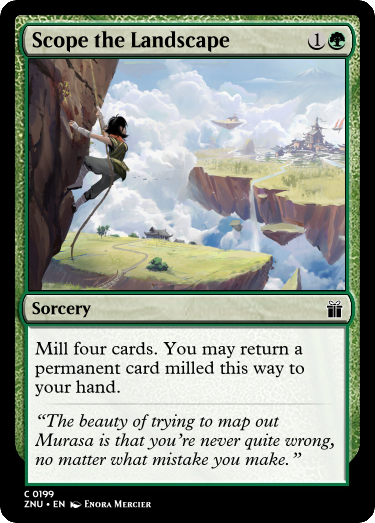 Scope the Landscape 1
Sorcery
Mill four cards. You may return a
permanent card milled this way to
your hand.
“The beauty of trying to map out
Murasa is that you’re never quite wrong,
no matter what mistake you make.”
C 0199
ZNU • EN Enora Mercier